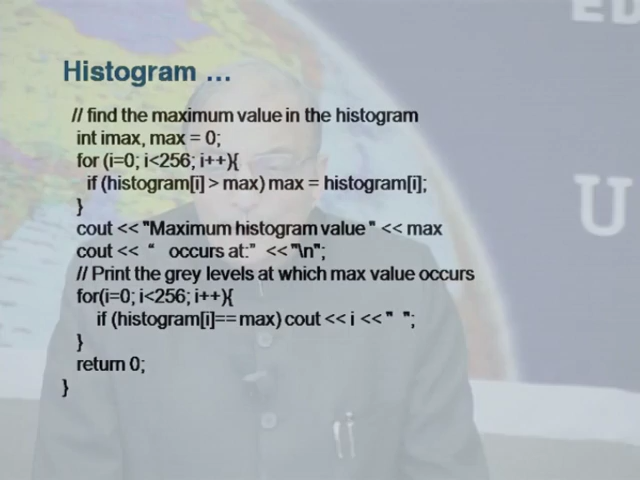 ED
Histogram …
// find the maximum value in the histogram
int imax, max = 0;
for (i=0; i<256; i++){
if (histogram[i] > max) max = histogram[i];
}
cout << "Maximum histogram value " << max
cout << “ occurs at:” << "\n";
// Print the grey levels at which max value occurs
for(i=0; i<256; i++){
if (histogram[i]== max) cout << i << " ";
}
return 0;
}
U